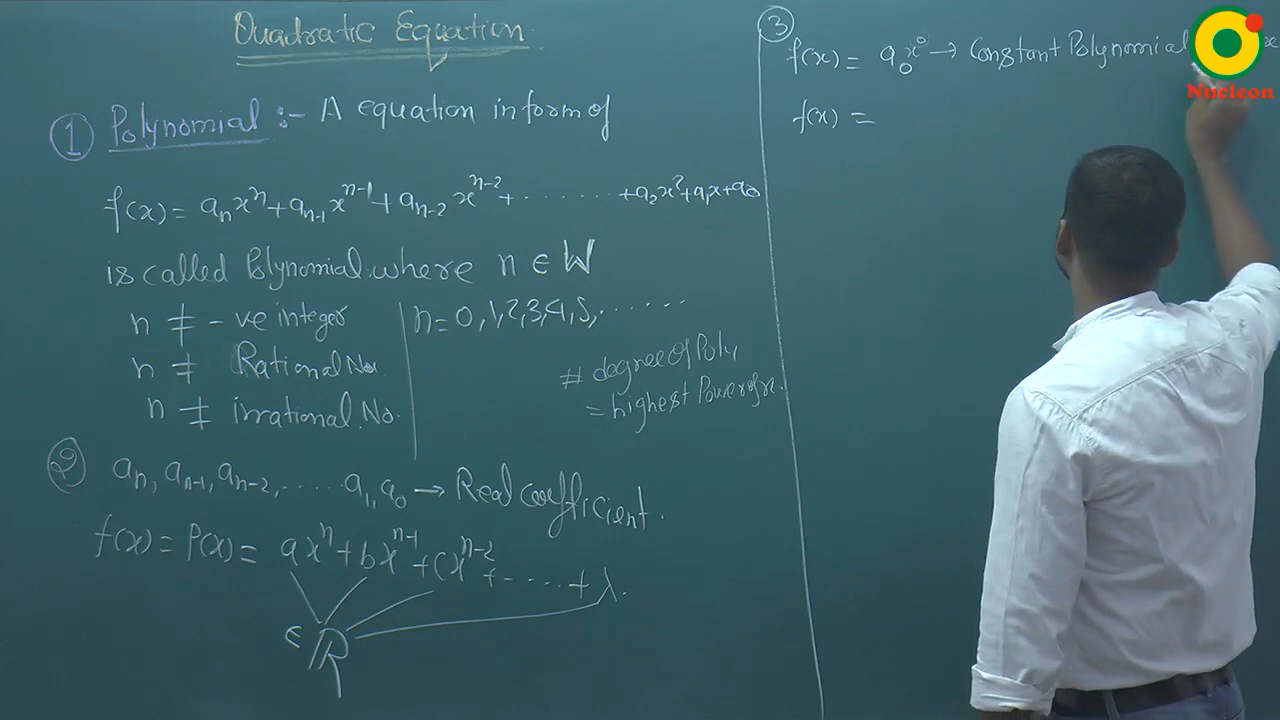 Quadratic Equation
① Polynomial :- A equation in form of
f(x) = aₙxⁿ + aₙ₋₁xⁿ⁻¹ + aₙ₋₂xⁿ⁻² + ........ + a₂x² + a₁x + a₀
is called Polynomial where n ∈ W
n ≠ -ve integer
n ≠ Rational No.
n ≠ irrational No.
n = 0, 1, 2, 3, 4, 5, ......
# degree of Poly
= highest Power of x.
② aₙ, aₙ₋₁, aₙ₋₂, ..... a₁, a₀ → Real coefficient.
f(x) = P(x) = axⁿ + bxⁿ⁻¹ + cxⁿ⁻² + ..... + λ.
∈ R
③
f(x) = a₀x⁰ → Constant Polynomial
f(x) =
Nucleon